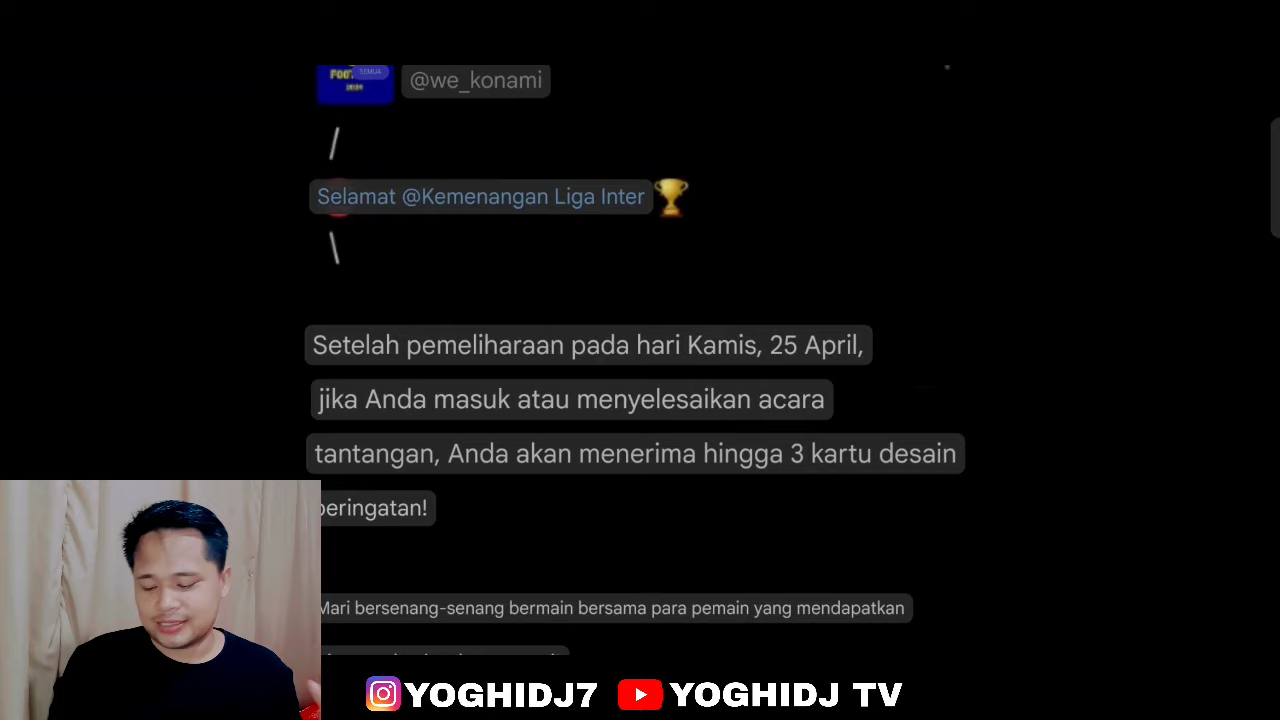 SEMUA
@we_konami
/
Selamat @Kemenangan Liga Inter
\
Setelah pemeliharaan pada hari Kamis, 25 April,
jika Anda masuk atau menyelesaikan acara
tantangan, Anda akan menerima hingga 3 kartu desain
peringatan!
Mari bersenang-senang bermain bersama para pemain yang mendapatkan
YOGHIDJ7 YOGHIDJ TV